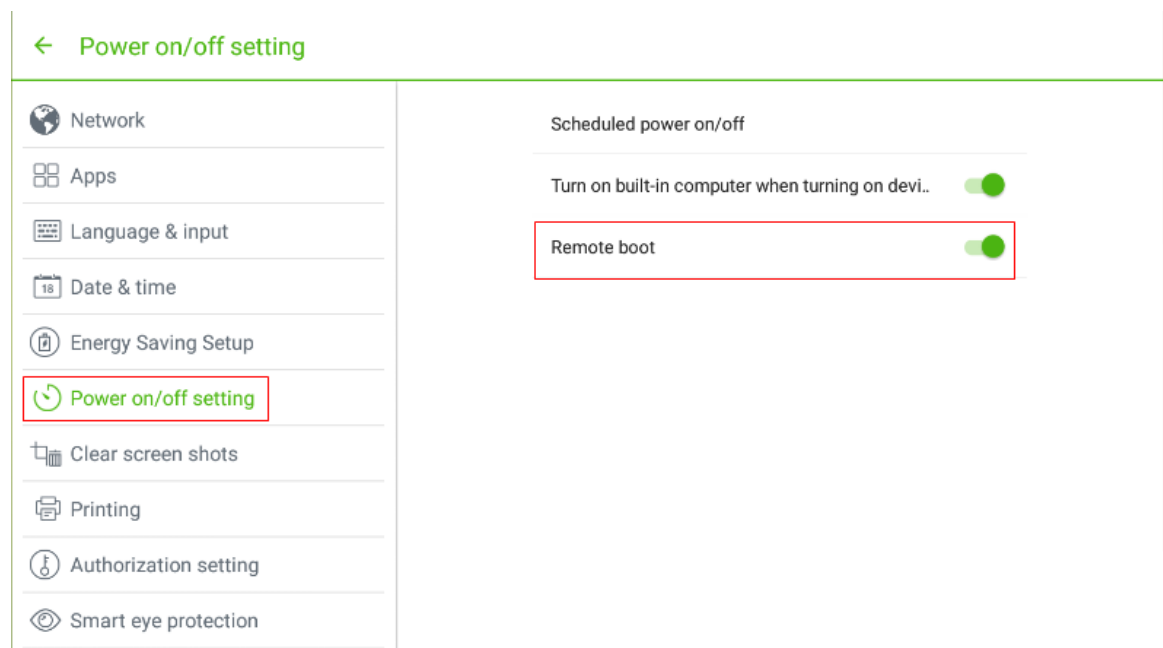 Power on/off setting
Network
Apps
Language & input
18
Date & time
Energy Saving Setup
Power on/off setting
Clear screen shots
Printing
Authorization setting
Smart eye protection
Scheduled power on/off
Turn on built-in computer when turning on devi..
Remote boot